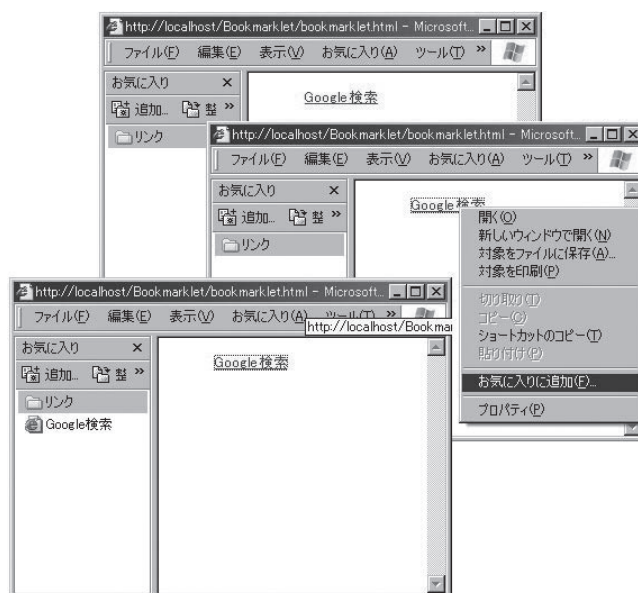 http://localhost/Bookmarklet/bookmarklet.html - Microsoft...
ファイル(F) 編集(E) 表示(V) お気に入り(A) ツール(T) »
お気に入り ×
追加... 整 »
リンク
Google検索
http://localhost/Bookmarklet/bookmarklet.html - Microsoft...
ファイル(F) 編集(E) 表示(V) お気に入り(A) ツール(T) »
お気に入り ×
追加... 整 »
リンク
Google検索
開く(O)
新しいウィンドウで開く(N)
対象をファイルに保存(A)...
対象を印刷(P)
切り取り(T)
コピー(C)
ショートカットのコピー(T)
貼り付け(P)
お気に入りに追加(F)...
プロパティ(P)
http://localhost/Bookmarklet/bookmarklet.html - Microsoft...
ファイル(F) 編集(E) 表示(V) お気に入り(A) ツール(T) »
http://localhost/Bookmar
お気に入り ×
追加... 整 »
リンク
Google検索
Google検索